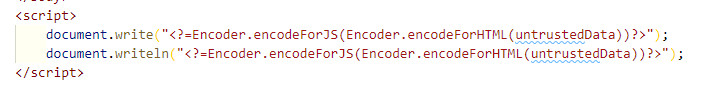 <script>
document.write("<?=Encoder.encodeForJS(Encoder.encodeForHTML(untrustedData))?>");
document.writeln("<?=Encoder.encodeForJS(Encoder.encodeForHTML(untrustedData))?>");
</script>